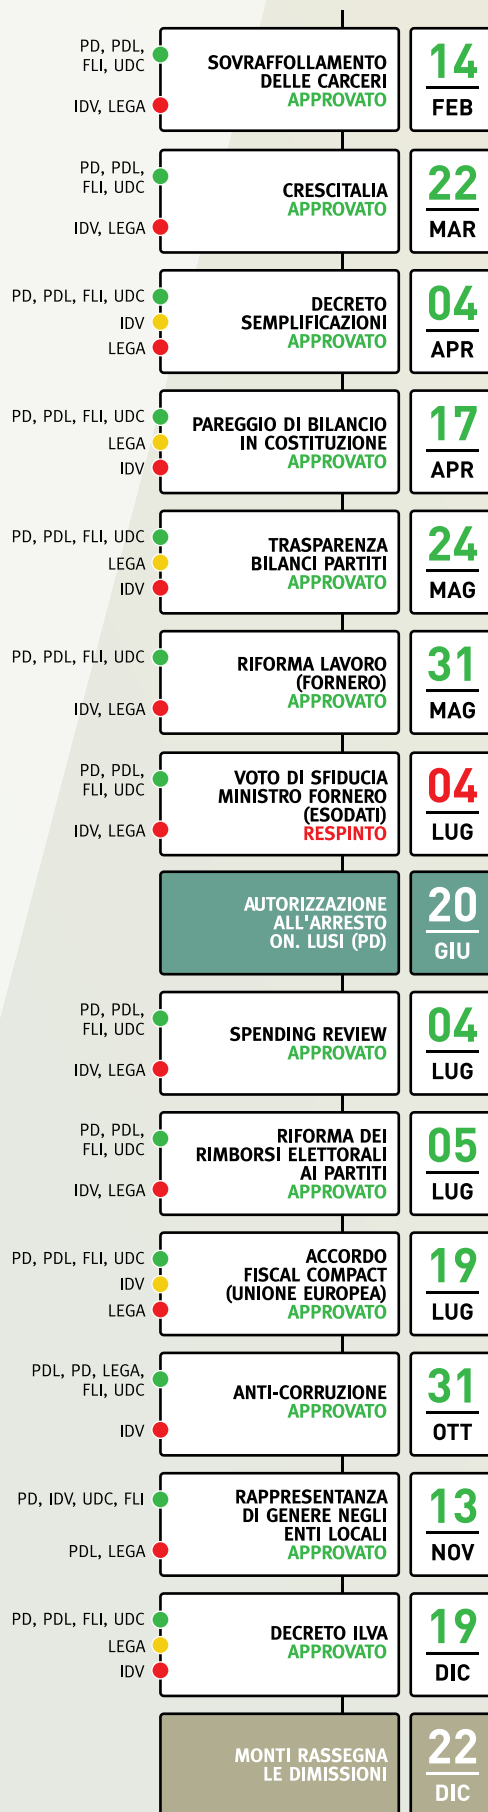 PD, PDL,
FLI, UDC
IDV, LEGA
SOVRAFFOLLAMENTO
DELLE CARCERI
APPROVATO
14
FEB
PD, PDL,
FLI, UDC
IDV, LEGA
CRESCITALIA
APPROVATO
22
MAR
PD, PDL, FLI, UDC
IDV
LEGA
DECRETO
SEMPLIFICAZIONI
APPROVATO
04
APR
PD, PDL, FLI, UDC
LEGA
IDV
PAREGGIO DI BILANCIO
IN COSTITUZIONE
APPROVATO
17
APR
PD, PDL, FLI, UDC
LEGA
IDV
TRASPARENZA
BILANCI PARTITI
APPROVATO
24
MAG
PD, PDL, FLI, UDC
IDV, LEGA
RIFORMA LAVORO
(FORNERO)
APPROVATO
31
MAG
PD, PDL,
FLI, UDC
IDV, LEGA
VOTO DI SFIDUCIA
MINISTRO FORNERO
(ESODATI)
RESPINTO
04
LUG
AUTORIZZAZIONE
ALL'ARRESTO
ON. LUSI (PD)
20
GIU
PD, PDL,
FLI, UDC
IDV, LEGA
SPENDING REVIEW
APPROVATO
04
LUG
PD, PDL,
FLI, UDC
IDV, LEGA
RIFORMA DEI
RIMBORSI ELETTORALI
AI PARTITI
APPROVATO
05
LUG
PD, PDL, FLI, UDC
IDV
LEGA
ACCORDO
FISCAL COMPACT
(UNIONE EUROPEA)
APPROVATO
19
LUG
PDL, PD, LEGA,
FLI, UDC
IDV
ANTI-CORRUZIONE
APPROVATO
31
OTT
PD, IDV, UDC, FLI
PDL, LEGA
RAPPRESENTANZA
DI GENERE NEGLI
ENTI LOCALI
APPROVATO
13
NOV
PD, PDL, FLI, UDC
LEGA
IDV
DECRETO ILVA
APPROVATO
19
DIC
MONTI RASSEGNA
LE DIMISSIONI
22
DIC